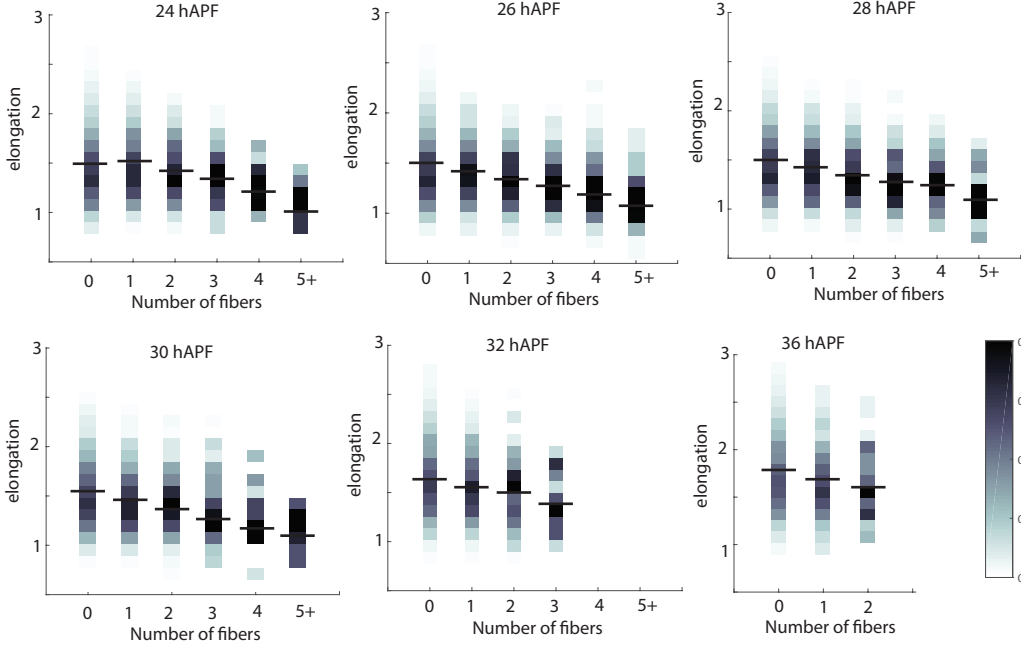 24 hAPF
3
2
1
elongation
0 1 2 3 4 5+
Number of fibers
26 hAPF
3
2
1
elongation
0 1 2 3 4 5+
Number of fibers
28 hAPF
3
2
1
elongation
0 1 2 3 4 5+
Number of fibers
30 hAPF
3
2
1
elongation
0 1 2 3 4 5+
Number of fibers
32 hAPF
3
2
1
elongation
0 1 2 3 4 5+
Number of fibers
36 hAPF
3
2
1
elongation
0 1 2
Number of fibers